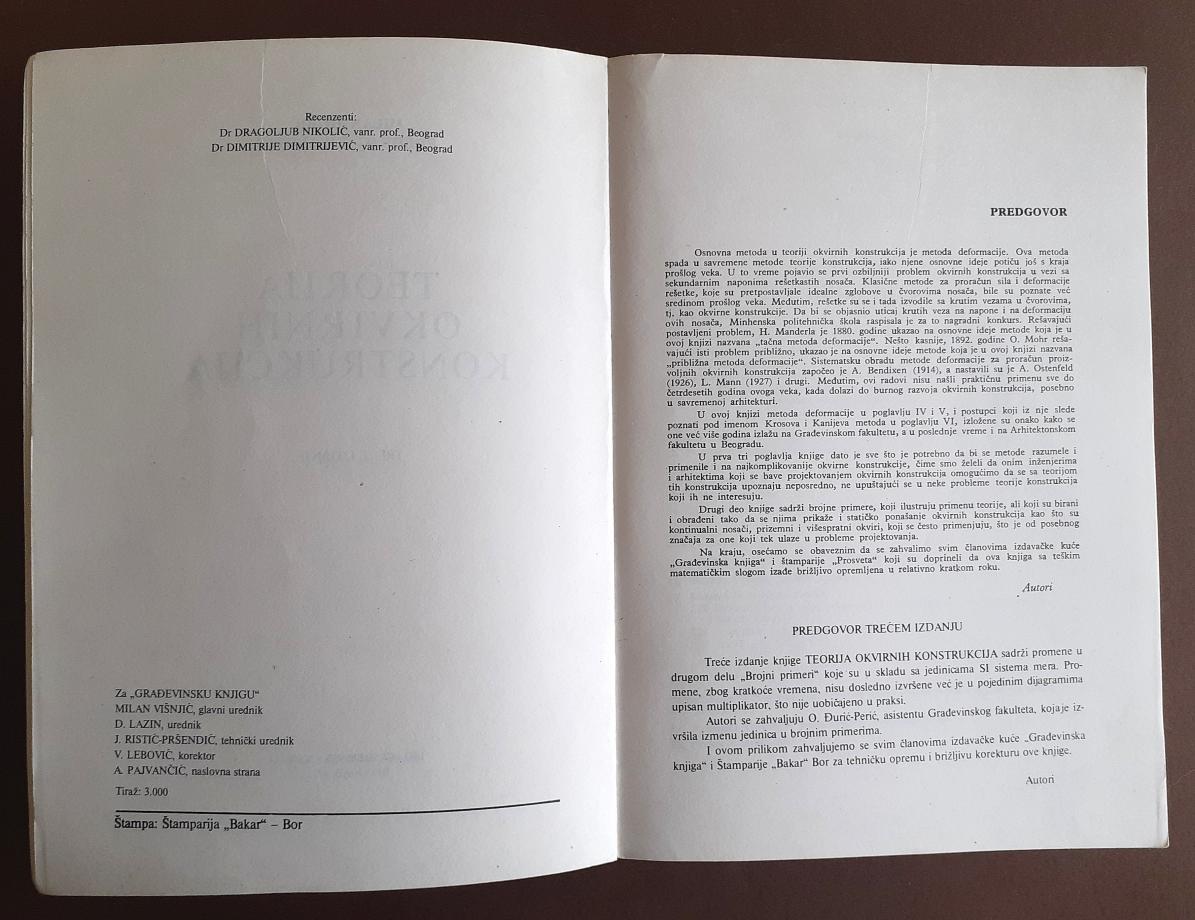 Recenzenti:
Dr DRAGOLJUB NIKOLIĆ, vanr. prof., Beograd
Dr DIMITRIJE DIMITRIJEVIĆ, vanr. prof., Beograd
Za „GRAĐEVINSKU KNJIGU“
MILAN VIŠNJIĆ, glavni urednik
D. LAZIN, urednik
J. RISTIĆ-PRŠENDIĆ, tehnički urednik
V. LEBOVIĆ, korektor
A. PAJVANČIĆ, naslovna strana
Tiraž: 3.000
Štampa: Štamparija „Bakar“ – Bor
PREDGOVOR
Osnovna metoda u teoriji okvirnih konstrukcija je metoda deformacije. Ova metoda
spada u savremene metode teorije konstrukcija, iako njene osnovne ideje potiču još s kraja
prošlog veka. U to vreme pojavio se prvi ozbiljniji problem okvirnih konstrukcija u vezi sa
sekundarnim naponima rešetkastih nosača. Klasične metode za proračun sila i deformacije
rešetke, koje su pretpostavljale idealne zglobove u čvorovima nosača, bile su poznate već
sredinom prošlog veka. Međutim, rešetke su se i tada izvodile sa krutim vezama u čvorovima,
tj. kao okvirne konstrukcije. Da bi se objasnio uticaj krutih veza na napone i na deformaciju
ovih nosača, Minhenska politehnička škola raspisala je za to nagradni konkurs. Rešavajući
postavljeni problem, H. Manderla je 1880. godine ukazao na osnovne ideje metode koja je u
ovoj knjizi nazvana „tačna metoda deformacije“. Nešto kasnije, 1892. godine O. Mohr reša-
vajući isti problem približno, ukazao je na osnovne ideje metode koja je u ovoj knjizi nazvana
„približna metoda deformacije“. Sistematsku obradu metode deformacije za proračun proiz-
voljnih okvirnih konstrukcija započeo je A. Bendixen (1914), a nastavili su je A. Ostenfeld
(1926), L. Mann (1927) i drugi. Međutim, ovi radovi nisu našli praktičnu primenu sve do
četrdesetih godina ovoga veka, kada dolazi do burnog razvoja okvirnih konstrukcija, posebno
u savremenoj arhitekturi.
U ovoj knjizi metoda deformacije u poglavlju IV i V, i postupci koji iz nje slede
poznati pod imenom Krosova i Kanijeva metoda u poglavlju VI, izložene su onako kako se
one već više godina izlažu na Građevinskom fakultetu, a u poslednje vreme i na Arhitektonskom
fakultetu u Beogradu.
U prva tri poglavlja knjige dato je sve što je potrebno da bi se metode razumele i
primenile i na najkomplikovanije okvirne konstrukcije, čime smo želeli da onim inženjerima
i arhitektima koji se bave projektovanjem okvirnih konstrukcija omogućimo da se sa teorijom
tih konstrukcija upoznaju neposredno, ne upuštajući se u neke probleme teorije konstrukcija
koji ih ne interesuju.
Drugi deo knjige sadrži brojne primere, koji ilustruju primenu teorije, ali koji su birani
i obrađeni tako da se njima prikaže i statičko ponašanje okvirnih konstrukcija kao što su
kontinualni nosači, prizemni i višespratni okviri, koji se često primenjuju, što je od posebnog
značaja za one koji tek ulaze u probleme projektovanja.
Na kraju, osećamo se obaveznim da se zahvalimo svim članovima izdavačke kuće
„Građevinska knjiga“ i štamparije „Prosveta“ koji su doprineli da ova knjiga sa teškim
matematičkim slogom izađe brižljivo opremljena u relativno kratkom roku.
Autori
PREDGOVOR TREĆEM IZDANJU
Treće izdanje knjige TEORIJA OKVIRNIH KONSTRUKCIJA sadrži promene u
drugom delu „Brojni primeri“ koje su u skladu sa jedinicama SI sistema mera. Pro-
mene, zbog kratkoće vremena, nisu dosledno izvršene već je u pojedinim dijagramima
upisan multiplikator, što nije uobičajeno u praksi.
Autori se zahvaljuju O. Đurić-Perić, asistentu Građevinskog fakulteta, kojaje iz-
vršila izmenu jedinica u brojnim primerima.
I ovom prilikom zahvaljujemo se svim članovima izdavačke kuće „Građevinska
knjiga“ i Štamparije „Bakar“ Bor za tehničku opremu i brižljivu korekturu ove knjige.
Autori